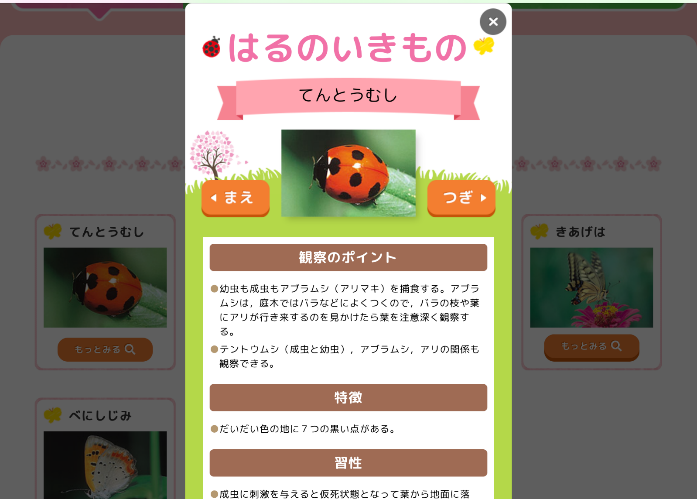 はるのいきもの
てんとうむし
まえ
つぎ
観察のポイント
●幼虫も成虫もアブラムシ（アリマキ）を捕食する。アブラ
ムシは，庭木ではバラなどによくつくので，バラの枝や葉
にアリが行き来するのを見かけたら葉を注意深く観察す
る。
●テントウムシ（成虫と幼虫），アブラムシ，アリの関係も
観察できる。
特徴
●だいだい色の地に７つの黒い点がある。
習性
●成虫に刺激を与えると仮死状態となって葉から地面に落
てんとうむし
もっとみる
きあげは
もっとみる
べにしじみ